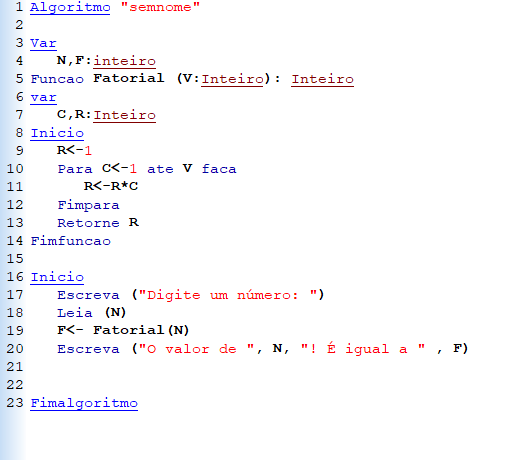 1 Algoritmo "semnome"
2
3 Var
4 N,F:inteiro
5 Funcao Fatorial (V:Inteiro): Inteiro
6 var
7 C,R:Inteiro
8 Inicio
9 R<-1
10 Para C<-1 ate V faca
11 R<-R*C
12 Fimpara
13 Retorne R
14 Fimfuncao
15
16 Inicio
17 Escreva ("Digite um número: ")
18 Leia (N)
19 F<- Fatorial(N)
20 Escreva ("O valor de ", N, "! É igual a " , F)
21
22
23 Fimalgoritmo